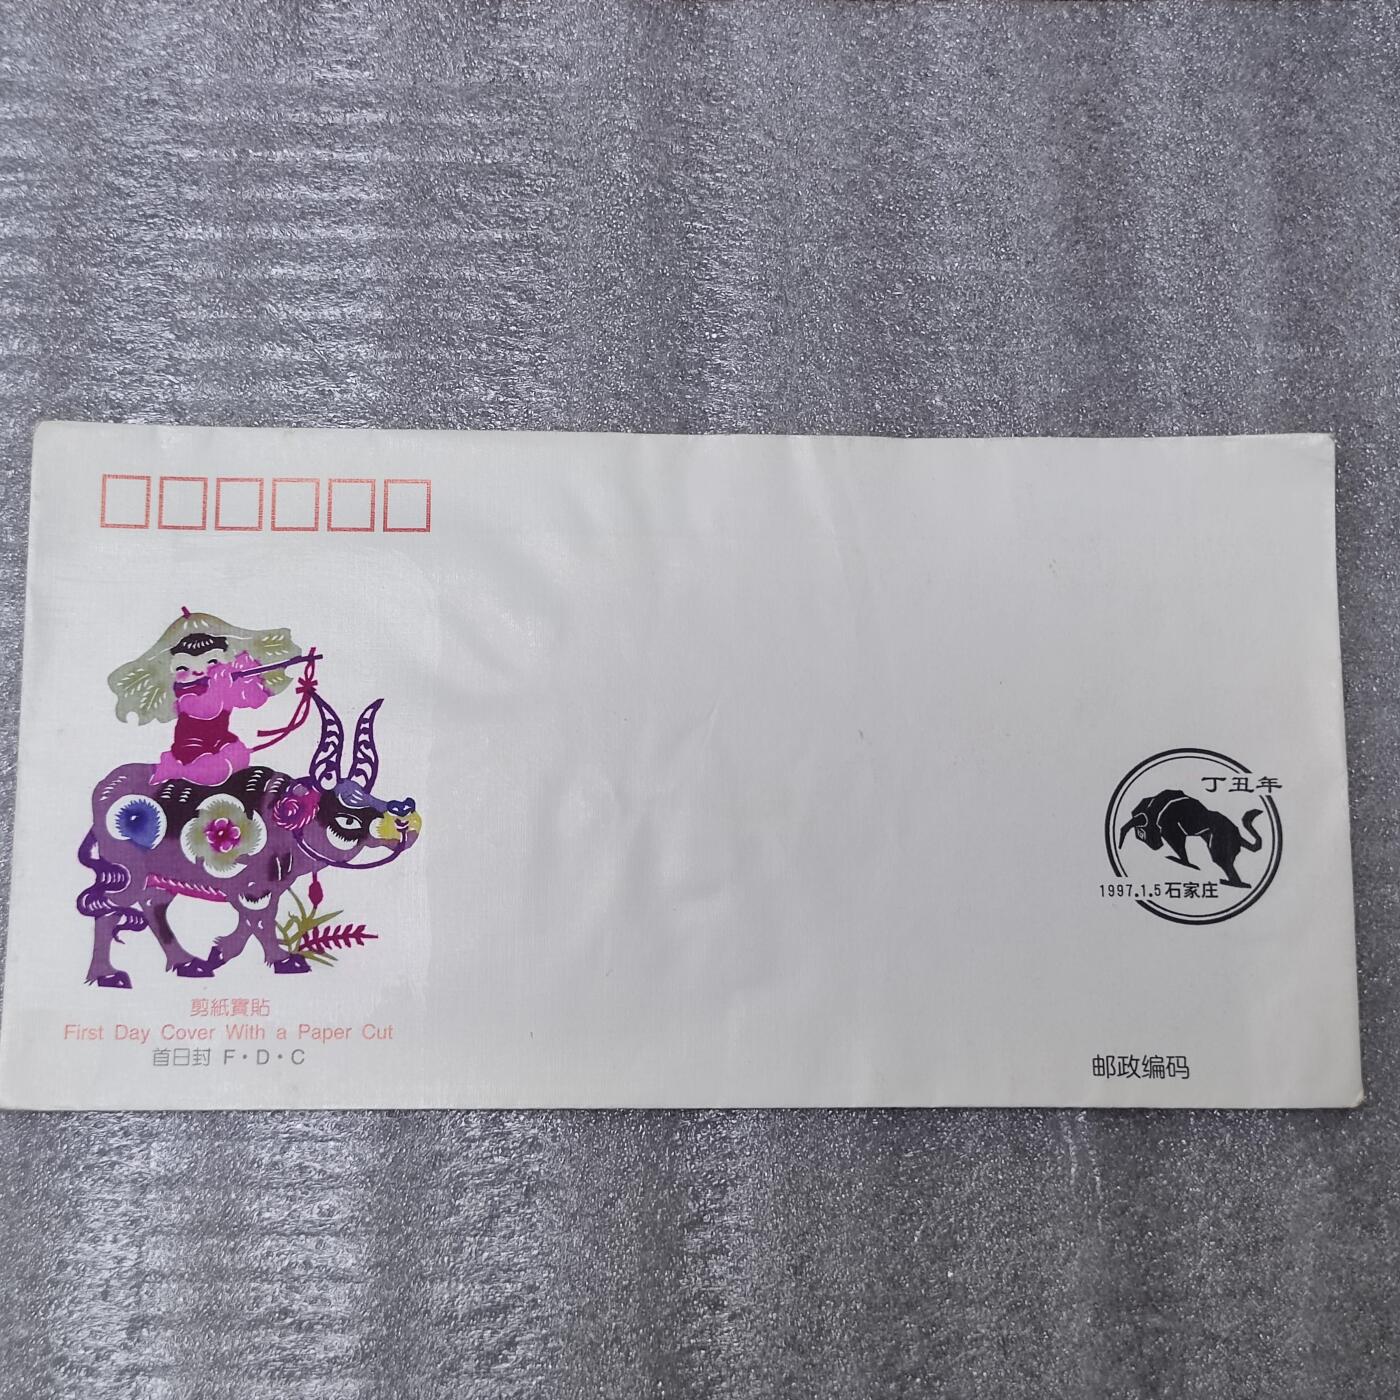 丁丑年
1997.1.5石家庄
剪紙實貼
First Day Cover With a Paper Cut
首日封 F·D·C
邮政编码